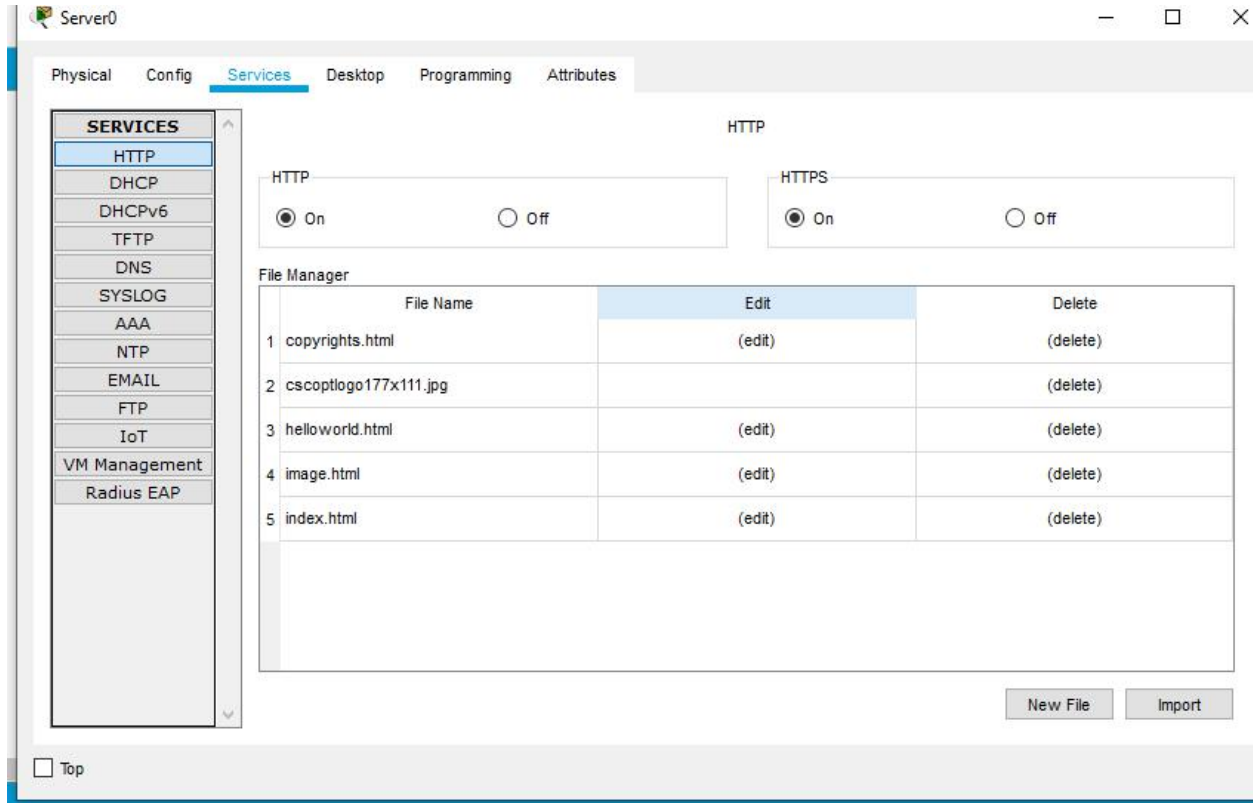 Server0
Physical Config Services Desktop Programming Attributes
SERVICES
HTTP
DHCP
DHCPv6
TFTP
DNS
SYSLOG
AAA
NTP
EMAIL
FTP
IoT
VM Management
Radius EAP
HTTP
HTTP
On Off
HTTPS
On Off
File Manager
File Name Edit Delete
1 copyrights.html (edit) (delete)
2 cscoptlogo177x111.jpg (delete)
3 helloworld.html (edit) (delete)
4 image.html (edit) (delete)
5 index.html (edit) (delete)
New File Import
Top